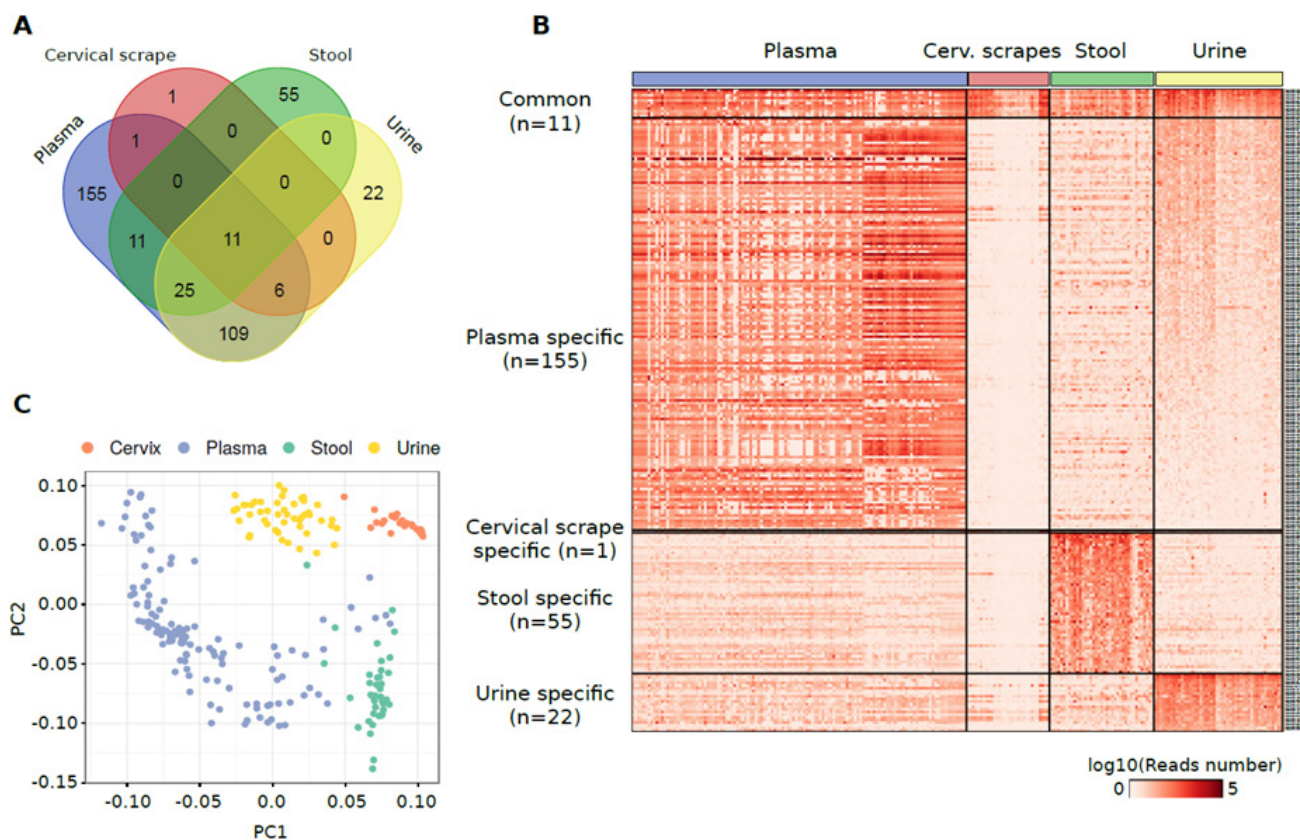 A
Cervical scrape
Stool
Plasma
Urine
1
55
1
0
0
155
0
0
22
11
11
0
25
6
109
B
Plasma
Cerv. scrapes
Stool
Urine
Common
(n=11)
Plasma specific
(n=155)
Cervical scrape
specific (n=1)
Stool specific
(n=55)
Urine specific
(n=22)
log10(Reads number)
0
5
C
Cervix
Plasma
Stool
Urine
PC2
0.10
0.05
0.00
-0.05
-0.10
-0.15
-0.10
-0.05
0.0
0.05
0.10
PC1